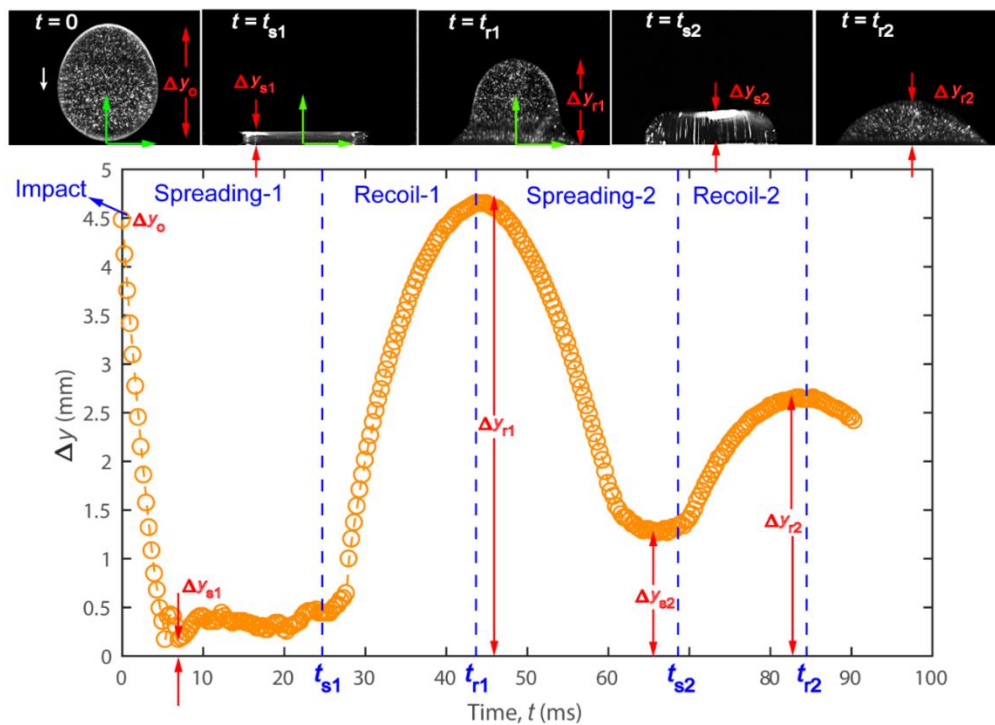 t = 0
t = ts1
t = tr1
t = ts2
t = tr2
Δyo
Δys1
Δyr1
Δys2
Δyr2
Impact
Spreading-1
Recoil-1
Spreading-2
Recoil-2
Δyo
Δys1
Δyr1
Δys2
Δyr2
Δy (mm)
5
4.5
4
3.5
3
2.5
2
1.5
1
0.5
0
0
10
20
30
40
50
60
70
80
90
100
ts1
tr1
ts2
tr2
Time, t (ms)